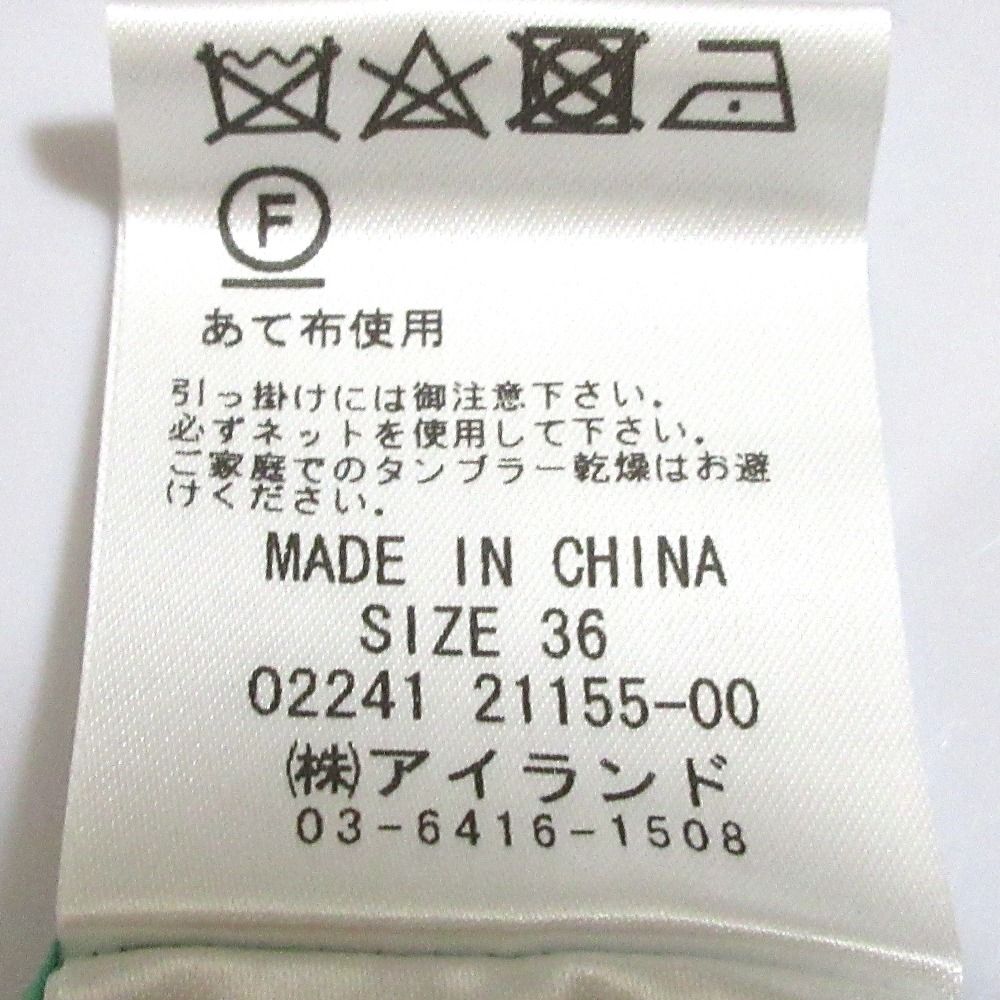 F
あて布使用
引っ掛けには御注意下さい.
必ずネットを使用して下さい.
ご家庭でのタンブラー乾燥はお避
けください.
MADE IN CHINA
SIZE 36
02241 21155-00
㈱アイランド
03-6416-1508